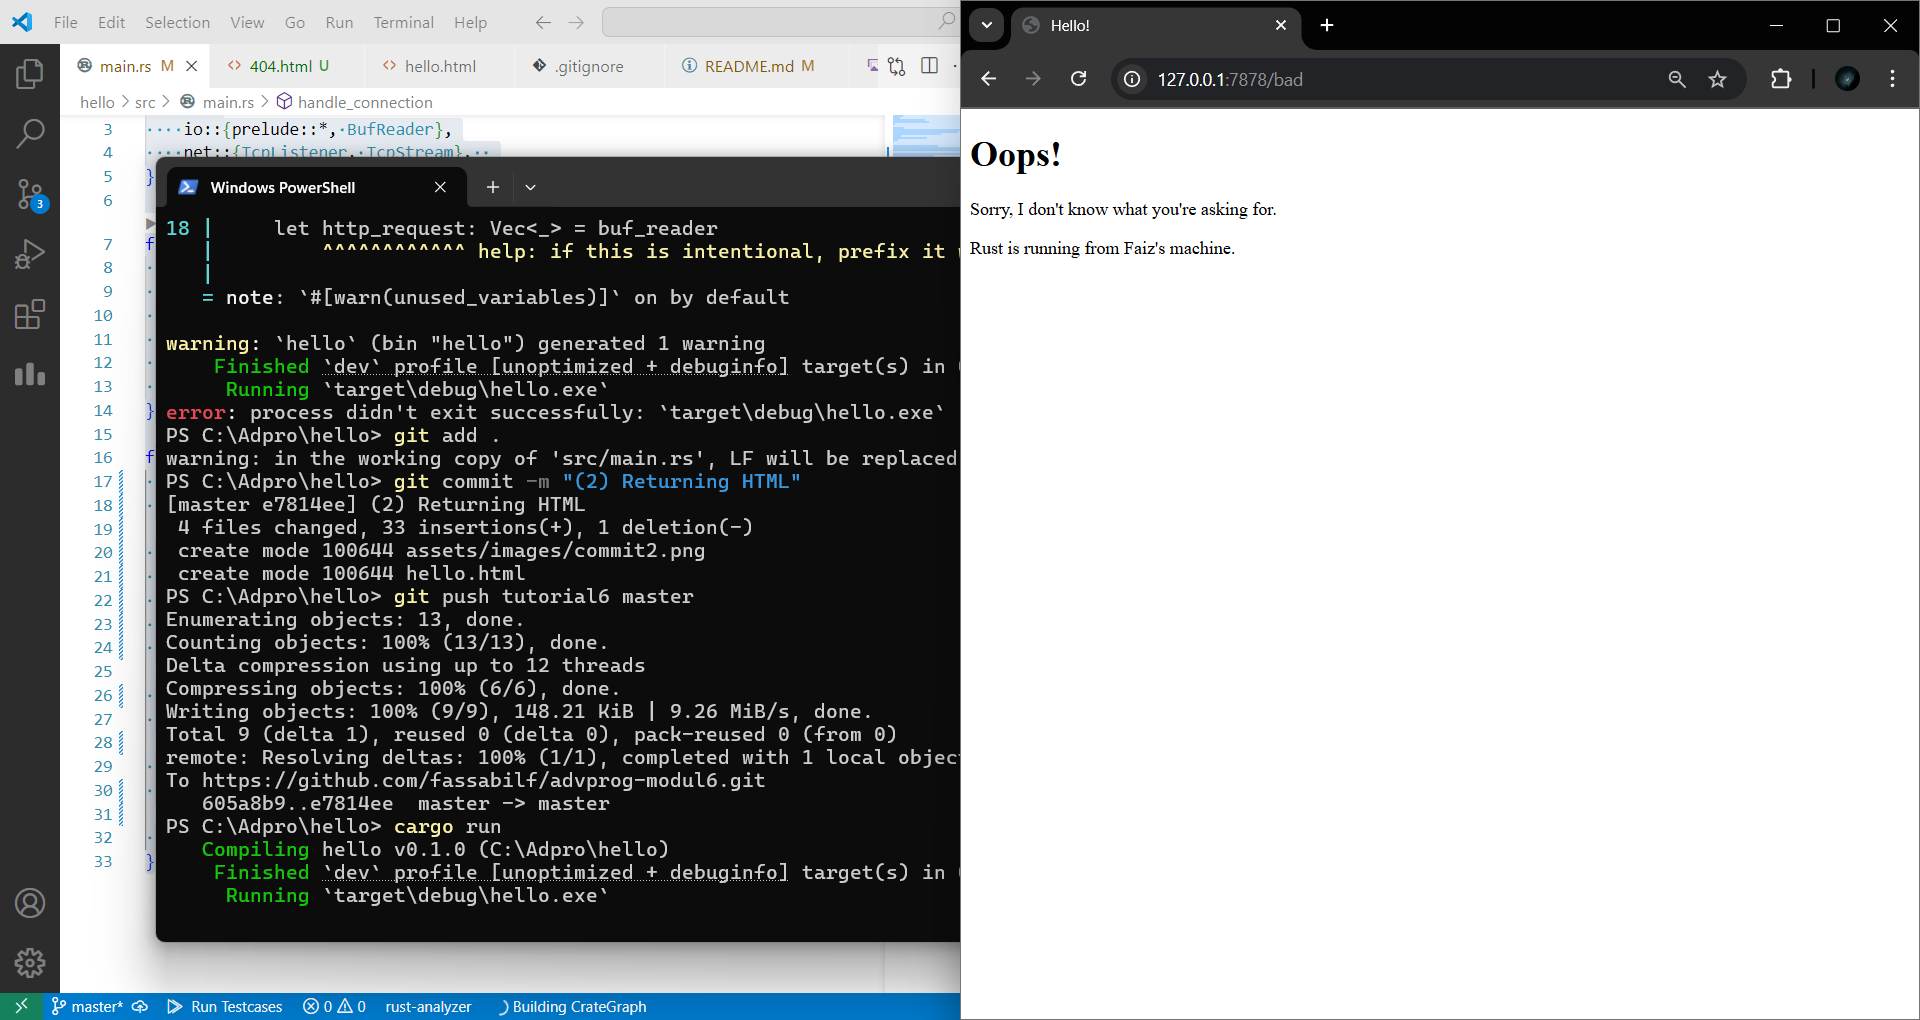 File Edit Selection View Go Run Terminal Help
main.rs M
404.html U
hello.html
.gitignore
README.md M
hello > src > main.rs > handle_connection
3 ····io::{prelude::*,·BufReader},
4 ····net::{TcpListener,·TcpStream},··
5 }
6
7 f
8
9
10
11
12
13
14 }
15
16 f
17
18
19
20
21
22
23
24
25
26
27
28
29
30
31
32
33 }
3
Windows PowerShell
18 | let http_request: Vec<_> = buf_reader
| ^^^^^^^^^^^^ help: if this is intentional, prefix it
|
= note: `#[warn(unused_variables)]` on by default
warning: `hello` (bin "hello") generated 1 warning
Finished `dev` profile [unoptimized + debuginfo] target(s) in
Running `target\debug\hello.exe`
error: process didn't exit successfully: `target\debug\hello.exe`
PS C:\Adpro\hello> git add .
warning: in the working copy of 'src/main.rs', LF will be replaced
PS C:\Adpro\hello> git commit -m "(2) Returning HTML"
[master e7814ee] (2) Returning HTML
4 files changed, 33 insertions(+), 1 deletion(-)
create mode 100644 assets/images/commit2.png
create mode 100644 hello.html
PS C:\Adpro\hello> git push tutorial6 master
Enumerating objects: 13, done.
Counting objects: 100% (13/13), done.
Delta compression using up to 12 threads
Compressing objects: 100% (6/6), done.
Writing objects: 100% (9/9), 148.21 KiB | 9.26 MiB/s, done.
Total 9 (delta 1), reused 0 (delta 0), pack-reused 0 (from 0)
remote: Resolving deltas: 100% (1/1), completed with 1 local objec
To https://github.com/fassabilf/advprog-modul6.git
605a8b9..e7814ee master -> master
PS C:\Adpro\hello> cargo run
Compiling hello v0.1.0 (C:\Adpro\hello)
Finished `dev` profile [unoptimized + debuginfo] target(s) in
Running `target\debug\hello.exe`
master* Run Testcases 0 0 rust-analyzer Building CrateGraph
Hello!
127.0.0.1:7878/bad
Oops!
Sorry, I don't know what you're asking for.
Rust is running from Faiz's machine.